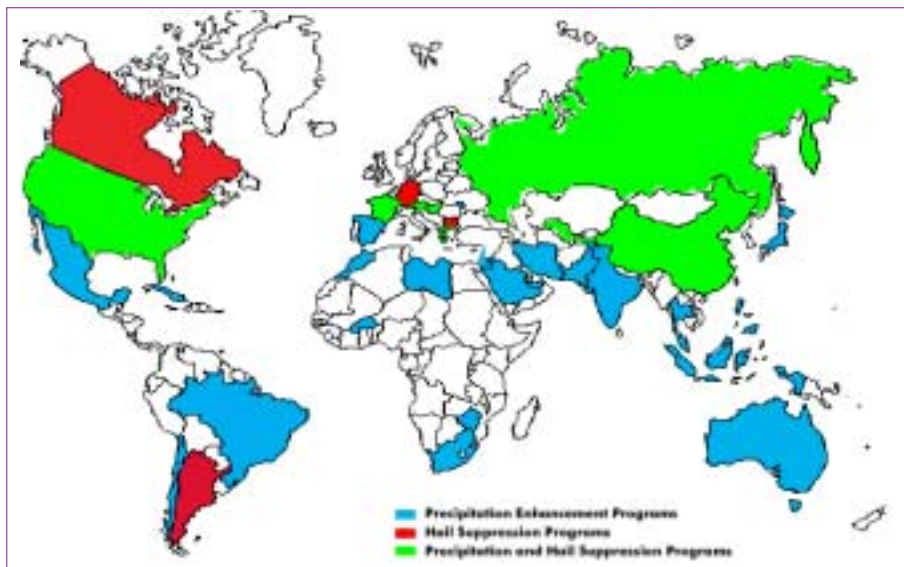 Precipitation Enhancement Programs
Hail Suppression Programs
Precipitation and Hail Suppression Programs